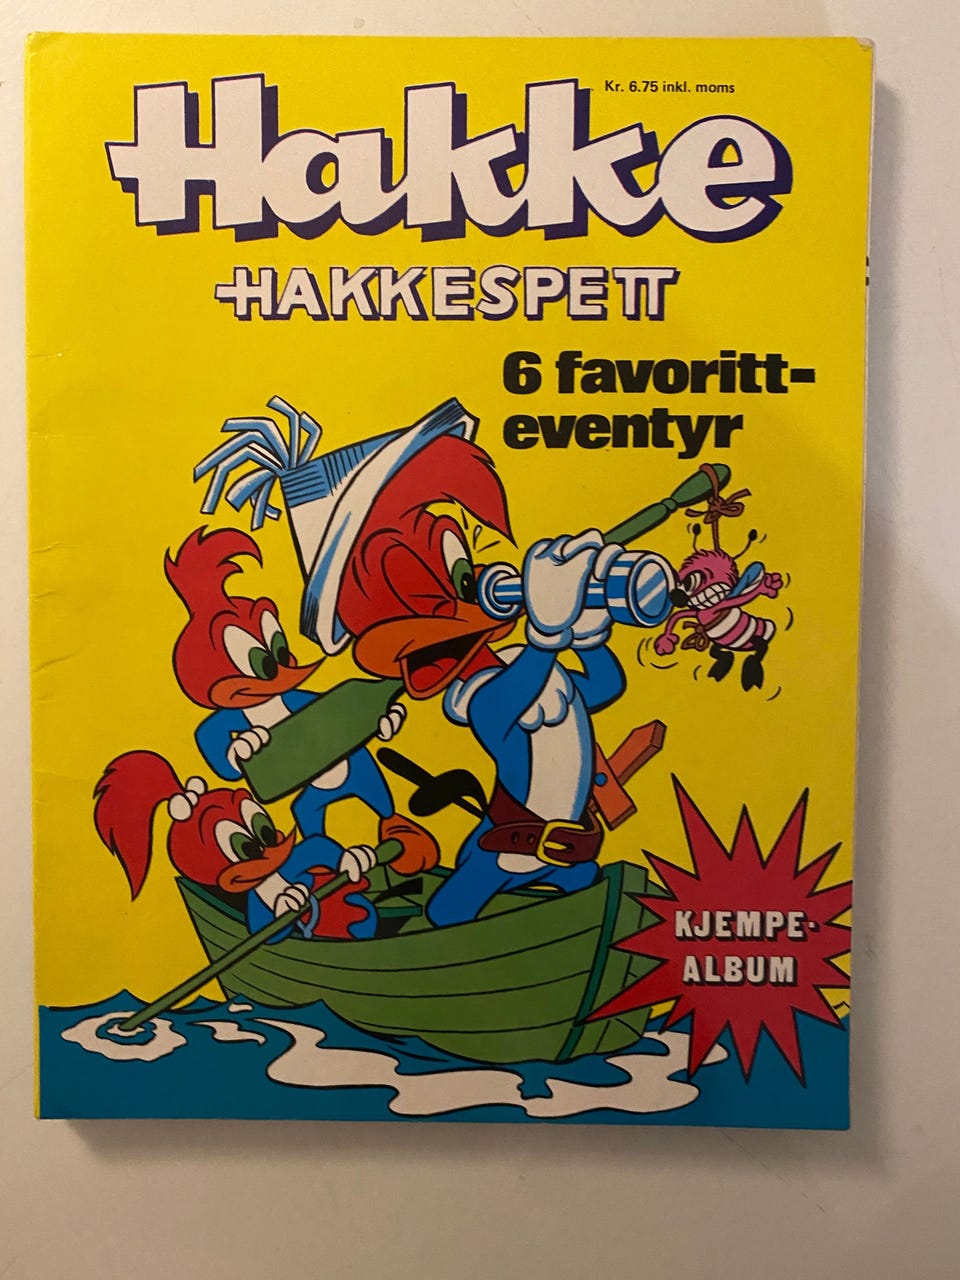 Kr. 6.75 inkl. moms
Hakke
HAKKESPETT
6 favoritt-
eventyr
KJEMPE-
ALBUM